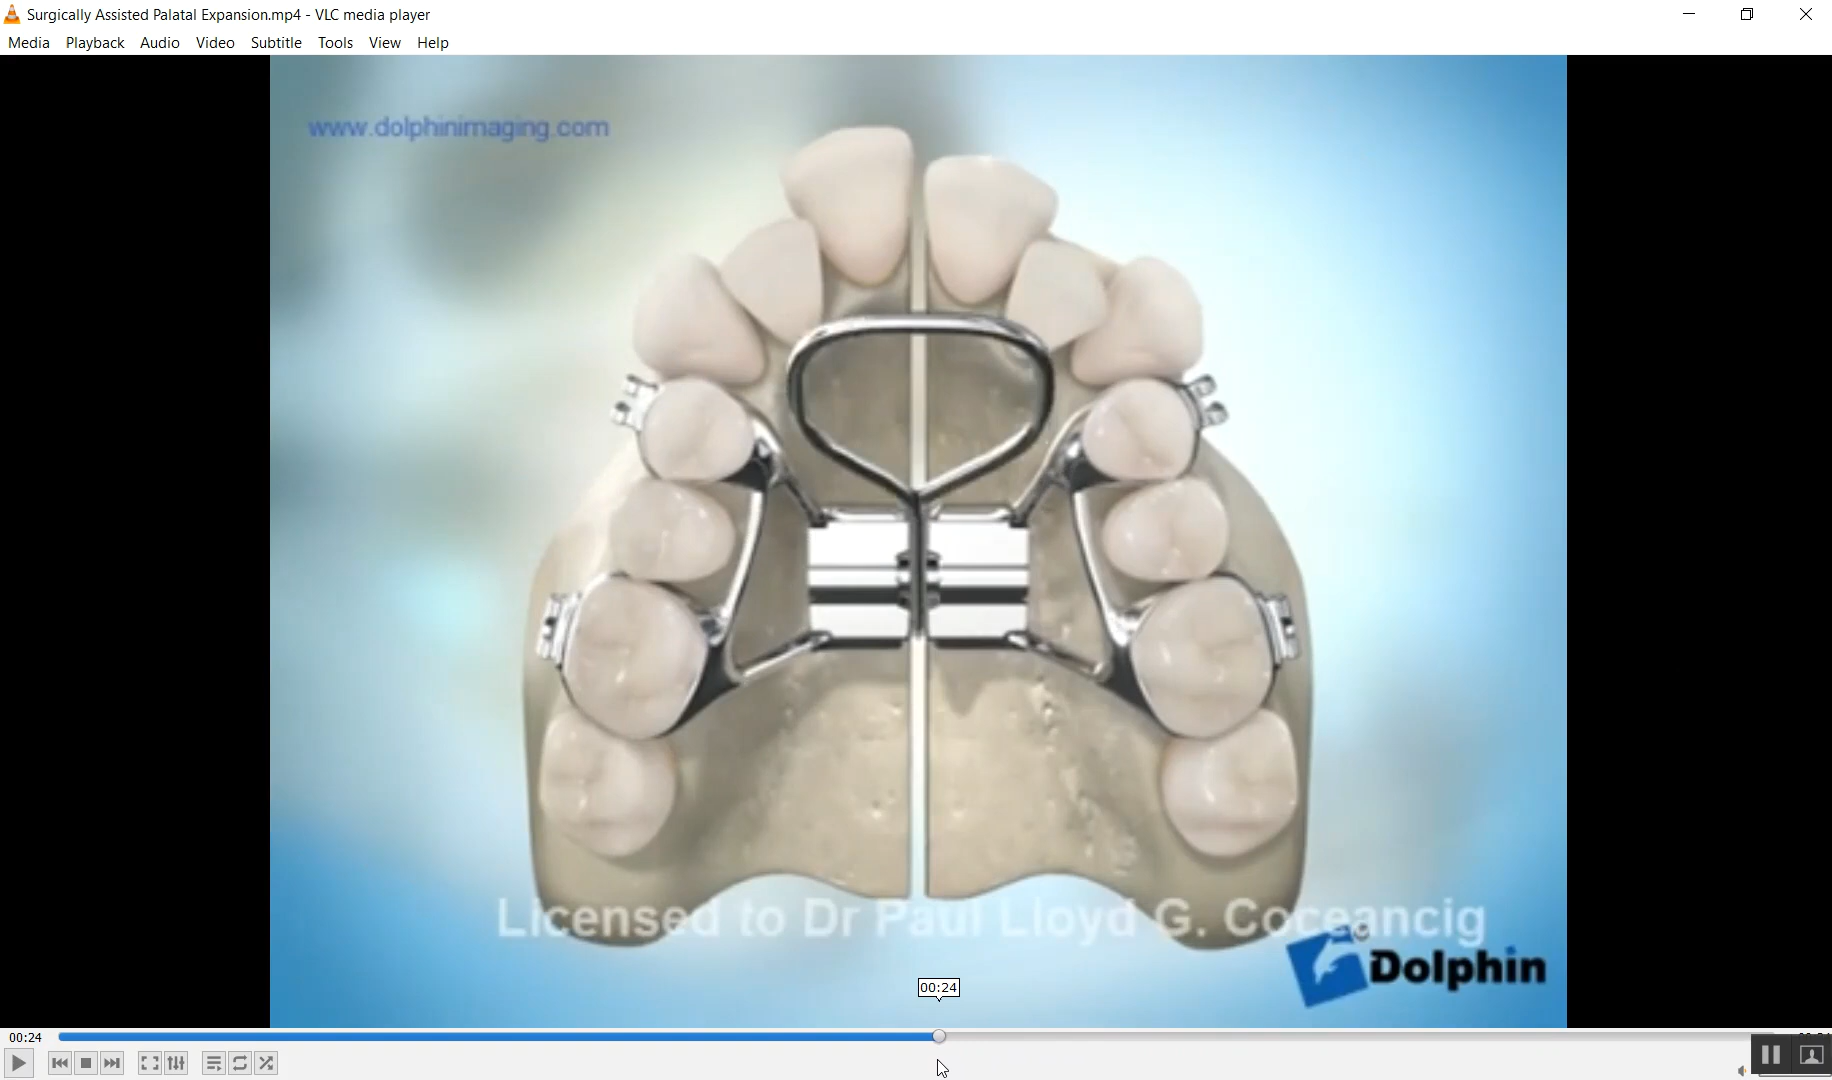 Surgically Assisted Palatal Expansion.mp4 - VLC media player
Media Playback Audio Video Subtitle Tools View Help
www.dolphinimaging.com
Licensed to Dr Paul Lloyd G. Coceancig
Dolphin
00:24
00:24